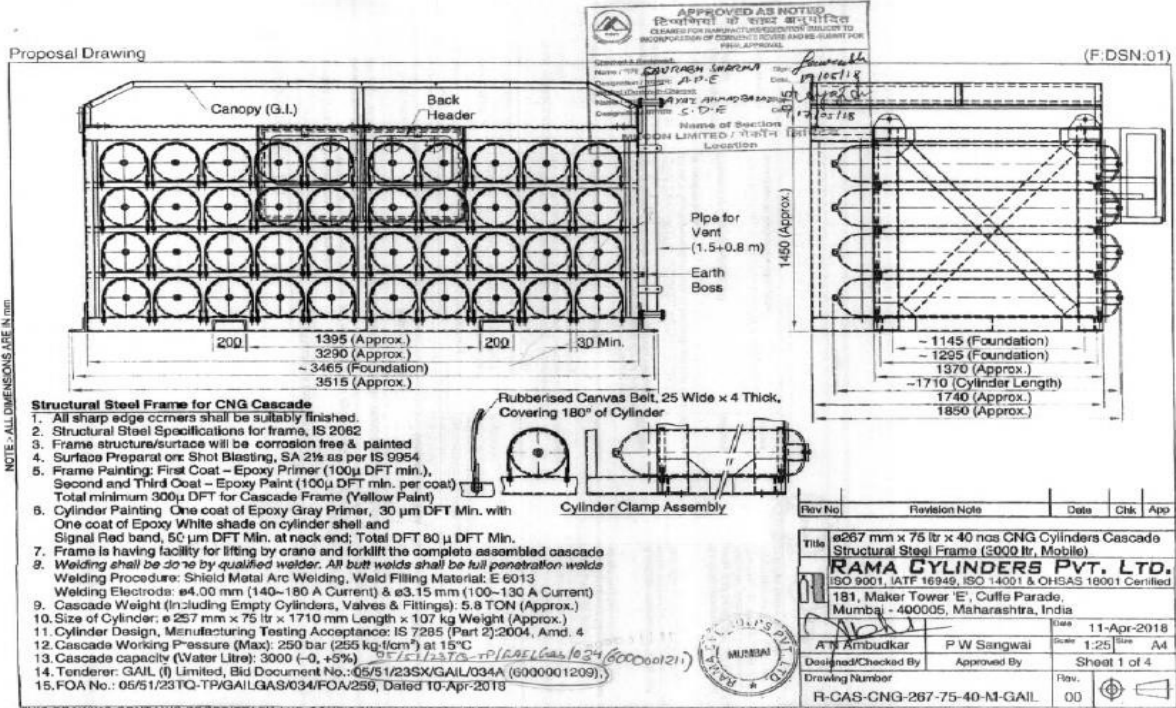 APPROVED AS NOTED
टिप्पणियों के साथ अनुमोदित
CLEARED FOR MANUFACTURE/EXECUTION SUBJECT TO
INCORPORATION OF COMMENTS REVISE AND RE-SUBMIT FOR
FINAL APPROVAL
SAURABH SHARMA
A.P.E
17/05/18
S.D.E
17/05/18
Name of Section
MECON LIMITED / मेकॉन लिमिटेड
Location
Proposal Drawing
(F:DSN:01)
Canopy (G.I.)
Back
Header
Pipe for
Vent
(1.5+0.8 m)
Earth
Boss
1450 (Approx.)
200
1395 (Approx.)
200
30 Min.
3290 (Approx.)
~ 3465 (Foundation)
3515 (Approx.)
~ 1145 (Foundation)
~ 1295 (Foundation)
1370 (Approx.)
~1710 (Cylinder Length)
1740 (Approx.)
1850 (Approx.)
NOTE :- ALL DIMENSIONS ARE IN mm
Structural Steel Frame for CNG Cascade
1. All sharp edge corners shall be suitably finished.
2. Structural Steel Specifications for frame, IS 2062
3. Frame structure/surface will be corrosion free & painted
4. Surface Preparation: Shot Blasting, SA 2½ as per IS 9954
5. Frame Painting: First Coat – Epoxy Primer (100µ DFT min.),
Second and Third Coat – Epoxy Paint (100µ DFT min. per coat)
Total minimum 300µ DFT for Cascade Frame (Yellow Paint)
6. Cylinder Painting One coat of Epoxy Gray Primer, 30 µm DFT Min. with
One coat of Epoxy White shade on cylinder shell and
Signal Red band, 50 µm DFT Min. at neck end; Total DFT 80 µ DFT Min.
7. Frame is having facility for lifting by crane and forklift the complete assembled cascade
8. Welding shall be done by qualified welder. All butt welds shall be full penetration welds
Welding Procedure: Shield Metal Arc Welding, Weld Filling Material: E 6013
Welding Electrode: ø4.00 mm (140~180 A Current) & ø3.15 mm (100~130 A Current)
9. Cascade Weight (Including Empty Cylinders, Valves & Fittings): 5.8 TON (Approx.)
10. Size of Cylinder: ø 267 mm x 75 ltr x 1710 mm Length x 107 kg Weight (Approx.)
11. Cylinder Design, Manufacturing Testing Acceptance: IS 7285 (Part 2):2004, Amd. 4
12. Cascade Working Pressure (Max): 250 bar (255 kg-f/cm²) at 15°C
13. Cascade capacity (Water Litre): 3000 (–0, +5%)
05/51/23TQ-TP/GAILGas/034 (6000001211)
14. Tenderer: GAIL (I) Limited, Bid Document No.: 05/51/23SX/GAIL/034A (6000001209),
15. FOA No.: 05/51/23TQ-TP/GAILGAS/034/FOA/259, Dated 10-Apr-2018
Rubberised Canvas Belt, 25 Wide × 4 Thick,
Covering 180° of Cylinder
Cylinder Clamp Assembly
MUMBAI
Rev No
Revision Note
Date
Chk
App
Title
ø267 mm x 75 ltr x 40 nos CNG Cylinders Cascade
Structural Steel Frame (3000 ltr, Mobile)
RAMA CYLINDERS PVT. LTD.
ISO 9001, IATF 16949, ISO 14001 & OHSAS 18001 Certified
181, Maker Tower 'E', Cuffe Parade,
Mumbai - 400005, Maharashtra, India
A N Ambudkar
P W Sangwai
Date
11-Apr-2018
Scale
1:25
Size
A4
Designed/Checked By
Approved By
Sheet 1 of 4
Drawing Number
R-CAS-CNG-267-75-40-M-GAIL
Rev.
00